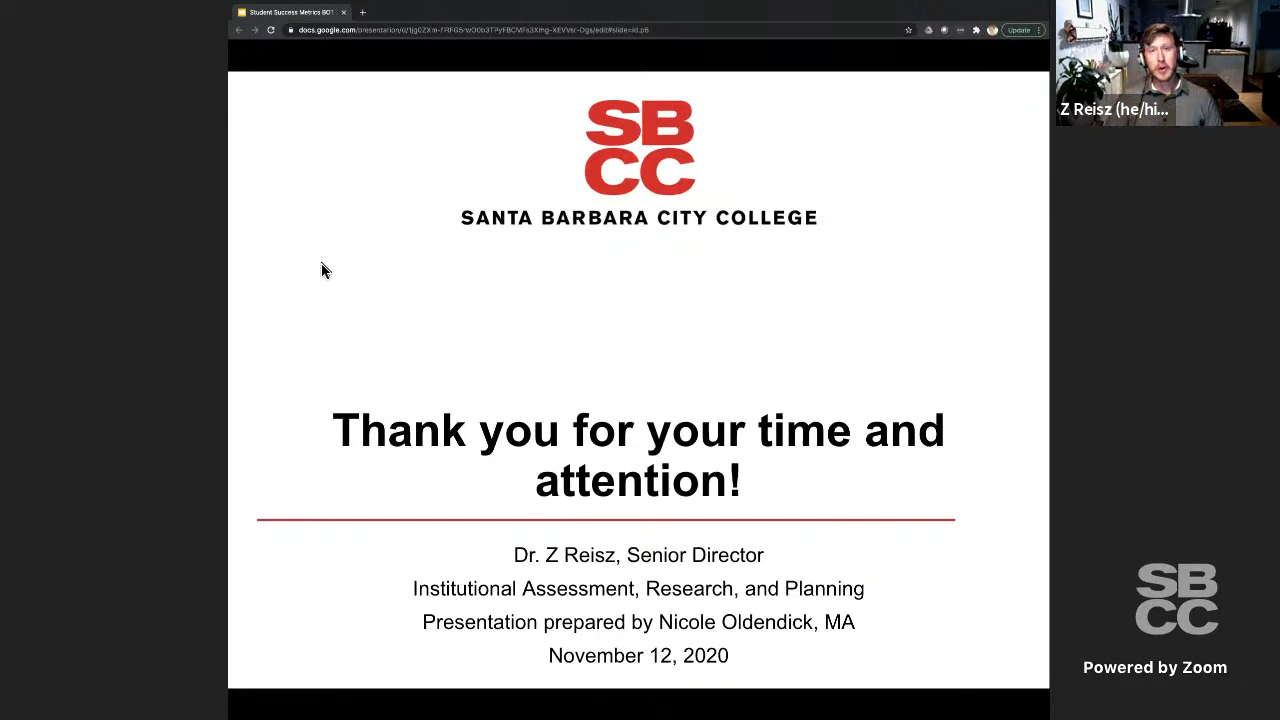 Student Success Metrics BOT
docs.google.com/presentation/d/
Update
SB
CC
SANTA BARBARA CITY COLLEGE
Thank you for your time and
attention!
Dr. Z Reisz, Senior Director
Institutional Assessment, Research, and Planning
Presentation prepared by Nicole Oldendick, MA
November 12, 2020
Z Reisz (he/hi...
SB
CC
Powered by Zoom